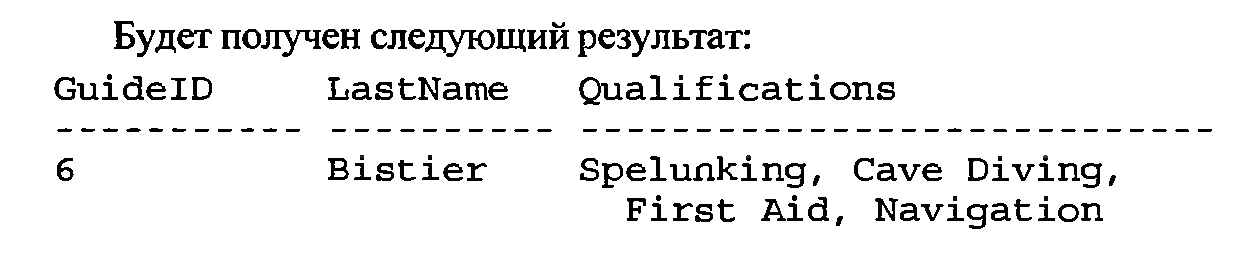 Будет получен следующий результат:
GuideID LastName Qualifications
----------- ---------- ----------------------------
6 Bistier Spelunking, Cave Diving,
First Aid, Navigation